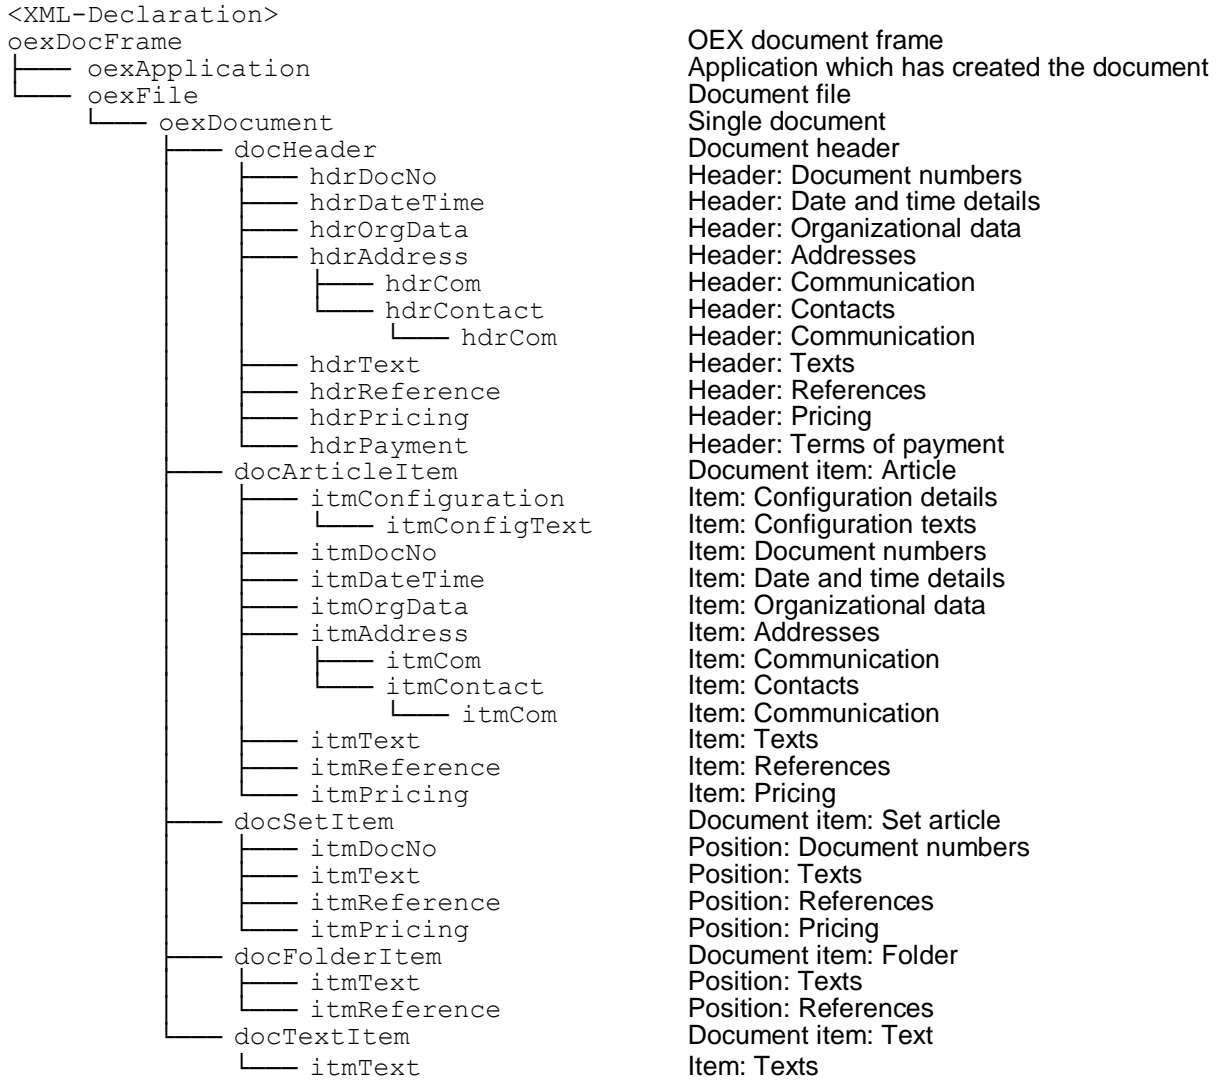 <XML-Declaration>
oexDocFrame OEX document frame
oexApplication Application which has created the document
oexFile Document file
oexDocument Single document
docHeader Document header
hdrDocNo Header: Document numbers
hdrDateTime Header: Date and time details
hdrOrgData Header: Organizational data
hdrAddress Header: Addresses
hdrCom Header: Communication
hdrContact Header: Contacts
hdrCom Header: Communication
hdrText Header: Texts
hdrReference Header: References
hdrPricing Header: Pricing
hdrPayment Header: Terms of payment
docArticleItem Document item: Article
itmConfiguration Item: Configuration details
itmConfigText Item: Configuration texts
itmDocNo Item: Document numbers
itmDateTime Item: Date and time details
itmOrgData Item: Organizational data
itmAddress Item: Addresses
itmCom Item: Communication
itmContact Item: Contacts
itmCom Item: Communication
itmText Item: Texts
itmReference Item: References
itmPricing Item: Pricing
docSetItem Document item: Set article
itmDocNo Position: Document numbers
itmText Position: Texts
itmReference Position: References
itmPricing Position: Pricing
docFolderItem Document item: Folder
itmText Position: Texts
itmReference Position: References
docTextItem Document item: Text
itmText Item: Texts